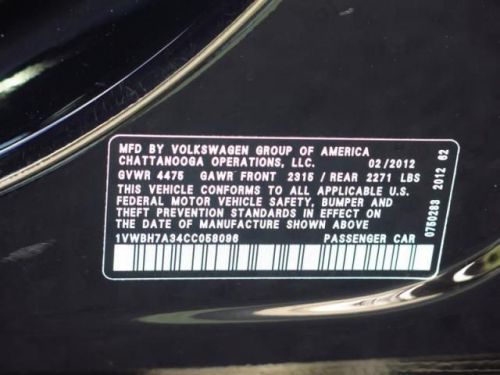 MFD BY VOLKSWAGEN GROUP OF AMERICA
CHATTANOOGA OPERATIONS, LLC. 02/2012
GVWR 4475 GAWR FRONT 2315 / REAR 2271 LBS
THIS VEHICLE CONFORMS TO ALL APPLICABLE U.S.
FEDERAL MOTOR VEHICLE SAFETY, BUMPER AND
THEFT PREVENTION STANDARDS IN EFFECT ON
THE DATE OF MANUFACTURE SHOWN ABOVE
1VWBH7A34CC058096 PASSENGER CAR
0750283 2012 62